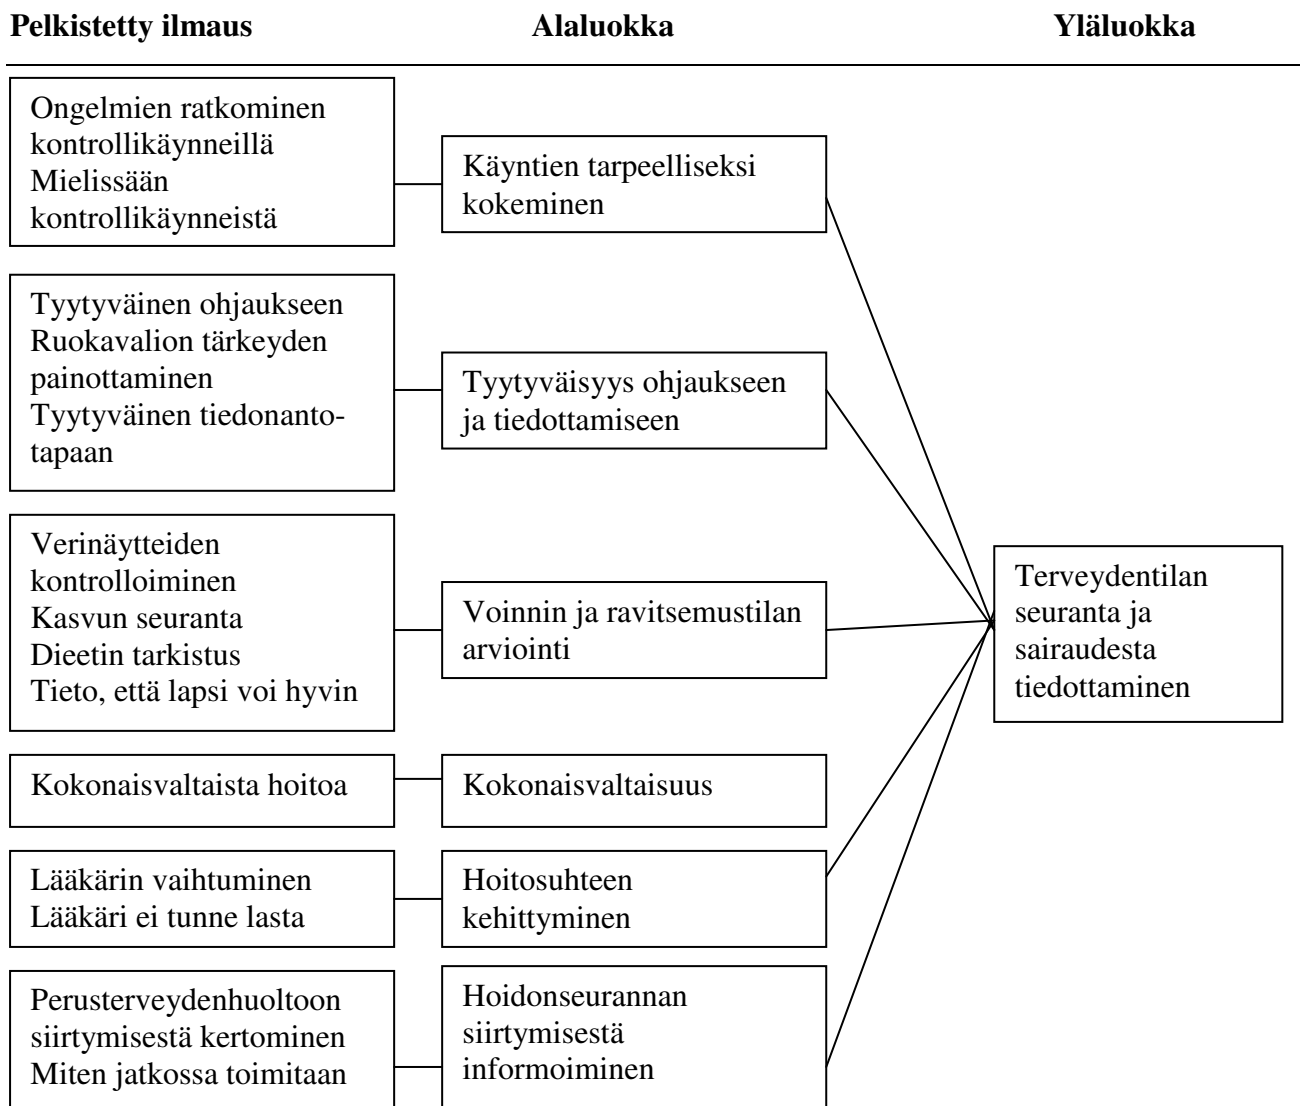 Pelkistetty ilmaus Alaluokka Yläluokka
Ongelmien ratkominen
kontrollikäynneillä
Mielissään
kontrollikäynneistä
Käyntien tarpeelliseksi
kokeminen
Tyytyväinen ohjaukseen
Ruokavalion tärkeyden
painottaminen
Tyytyväinen tiedonanto-
tapaan
Tyytyväisyys ohjaukseen
ja tiedottamiseen
Verinäytteiden
kontrolloiminen
Kasvun seuranta
Dieetin tarkistus
Tieto, että lapsi voi hyvin
Voinnin ja ravitsemustilan
arviointi
Terveydentilan
seuranta ja
sairaudesta
tiedottaminen
Kokonaisvaltaista hoitoa
Kokonaisvaltaisuus
Lääkärin vaihtuminen
Lääkäri ei tunne lasta
Hoitosuhteen
kehittyminen
Perusterveydenhuoltoon
siirtymisestä kertominen
Miten jatkossa toimitaan
Hoidonseurannan
siirtymisestä
informoiminen